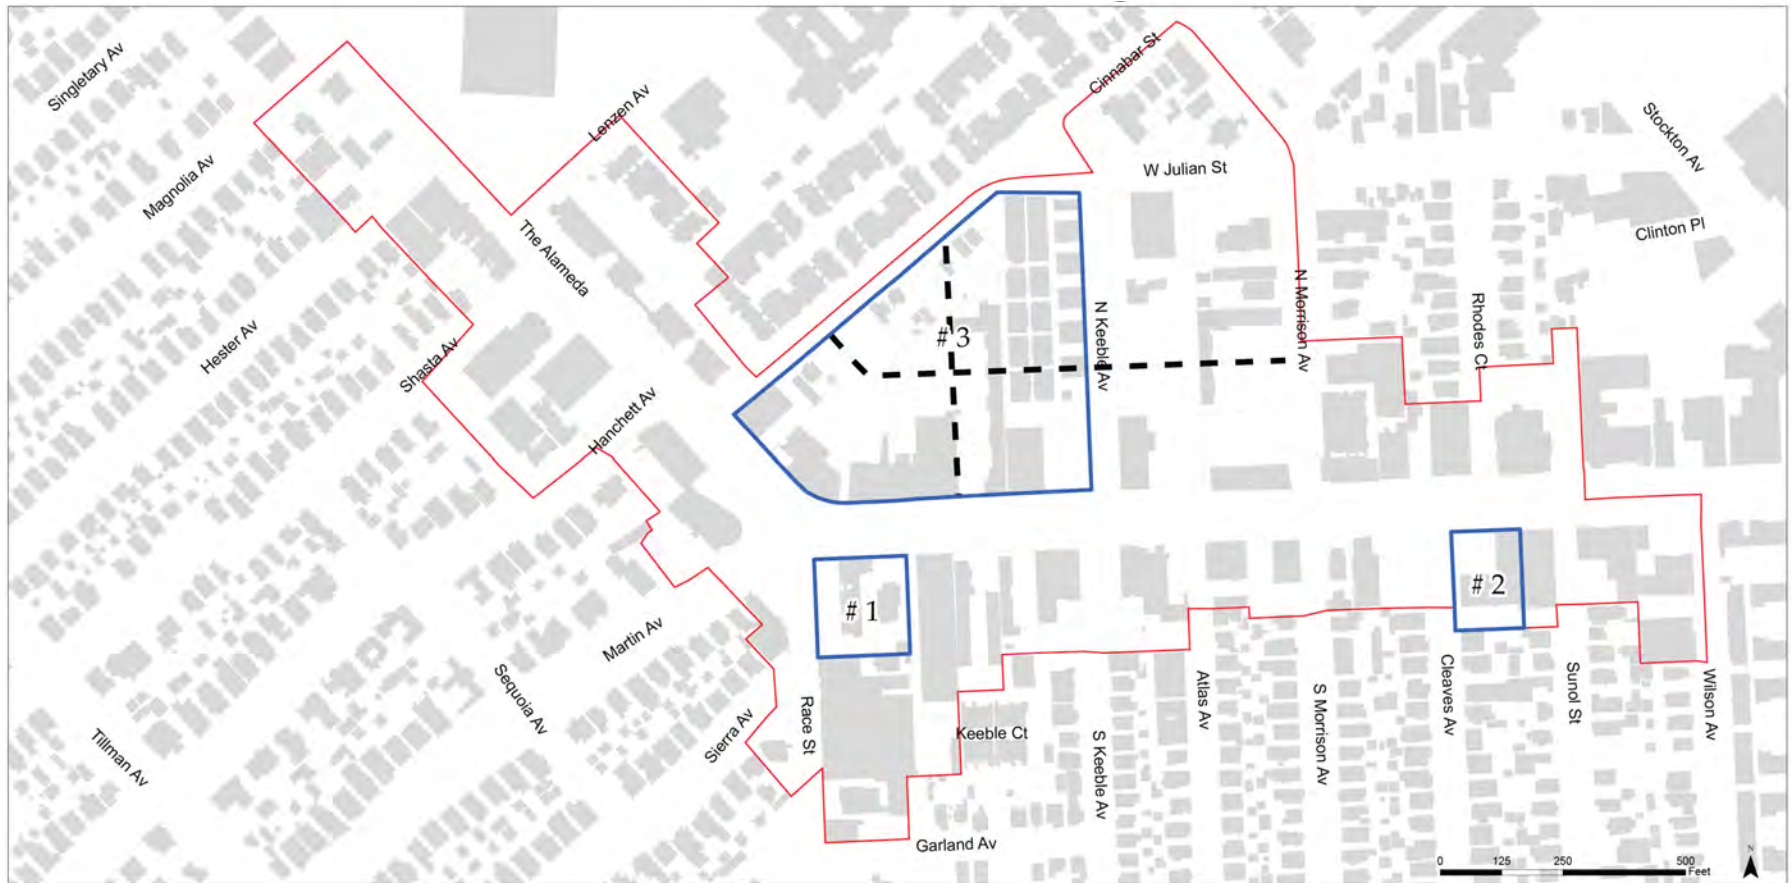 Singletary Av
Magnolia Av
Hester Av
Shasta Av
Lenzen Av
The Alameda
Hanchett Av
Cinnabar St
W Julian St
Stockton Av
Clinton Pl
N Keeble Av
N Morrison Av
Rhodes Ct
# 3
# 1
# 2
Martin Av
Sequoia Av
Sierra Av
Tillman Av
Race St
Keeble Ct
S Keeble Av
Atlas Av
S Morrison Av
Cleaves Av
Sunol St
Wilson Av
Garland Av
0 125 250 500
Feet
N